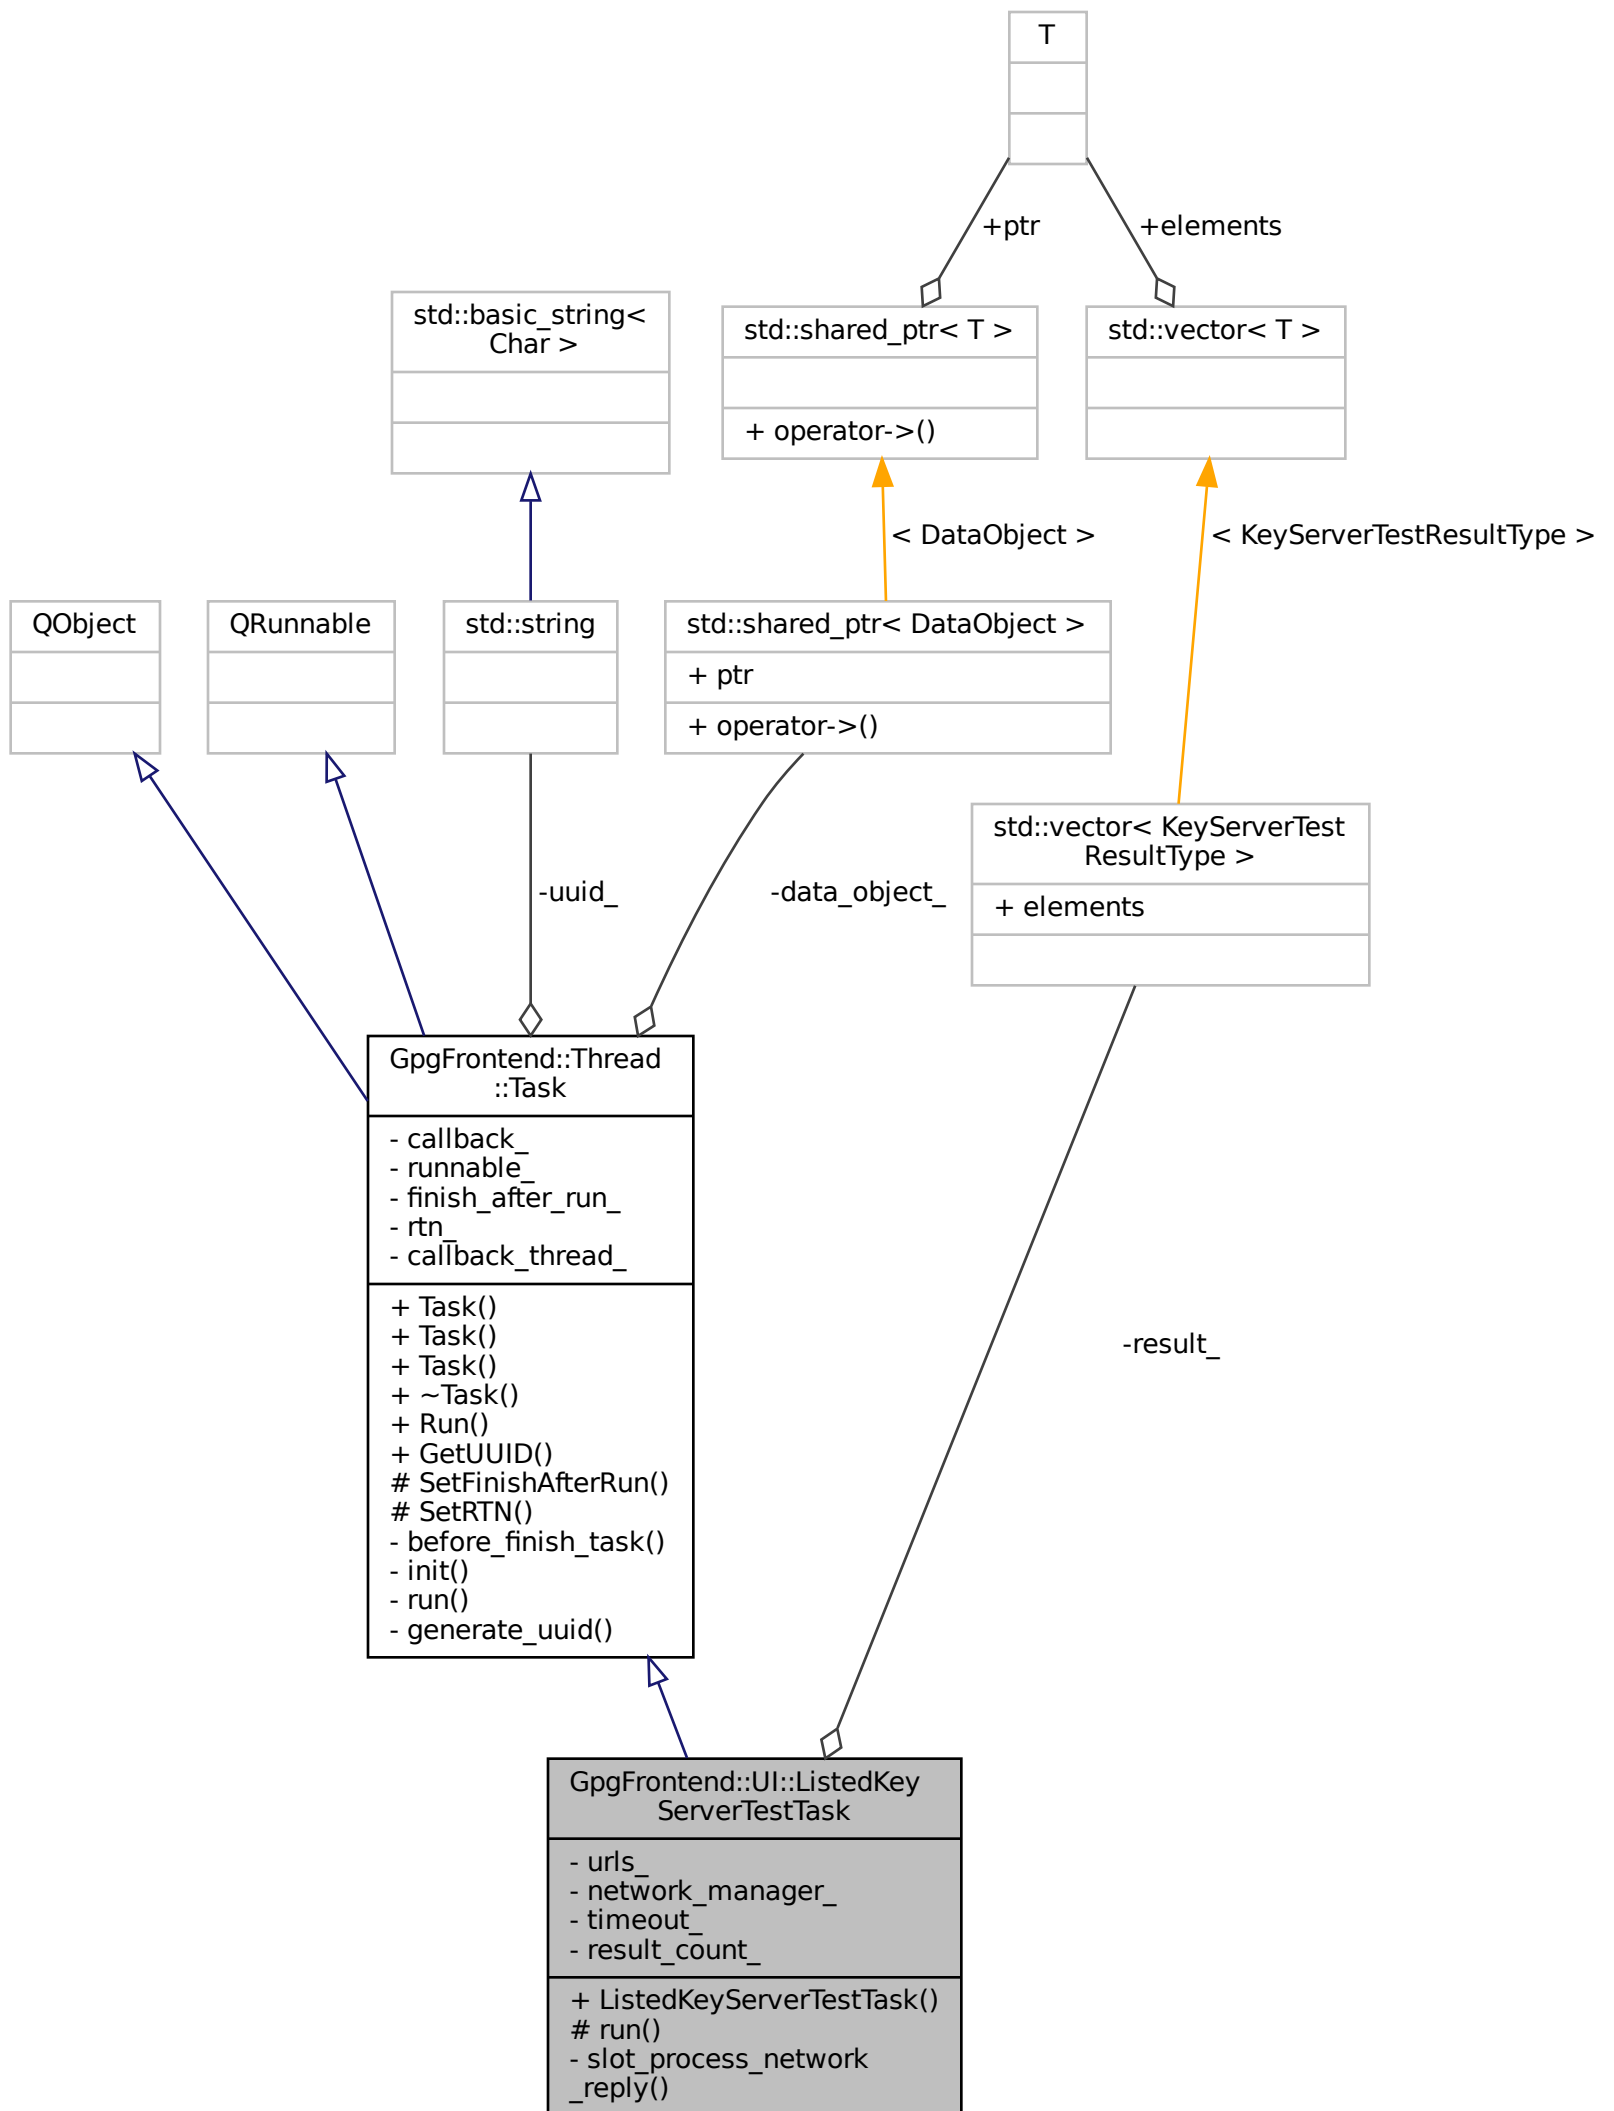 T
+ptr
+elements
std::basic_string<
Char >
std::shared_ptr< T >
+ operator->()
std::vector< T >
< DataObject >
< KeyServerTestResultType >
QObject
QRunnable
std::string
std::shared_ptr< DataObject >
+ ptr
+ operator->()
std::vector< KeyServerTest
ResultType >
+ elements
-uuid_
-data_object_
GpgFrontend::Thread
::Task
- callback_
- runnable_
- finish_after_run_
- rtn_
- callback_thread_
+ Task()
+ Task()
+ Task()
+ ~Task()
+ Run()
+ GetUUID()
# SetFinishAfterRun()
# SetRTN()
- before_finish_task()
- init()
- run()
- generate_uuid()
-result_
GpgFrontend::UI::ListedKey
ServerTestTask
- urls_
- network_manager_
- timeout_
- result_count_
+ ListedKeyServerTestTask()
# run()
- slot_process_network
_reply()